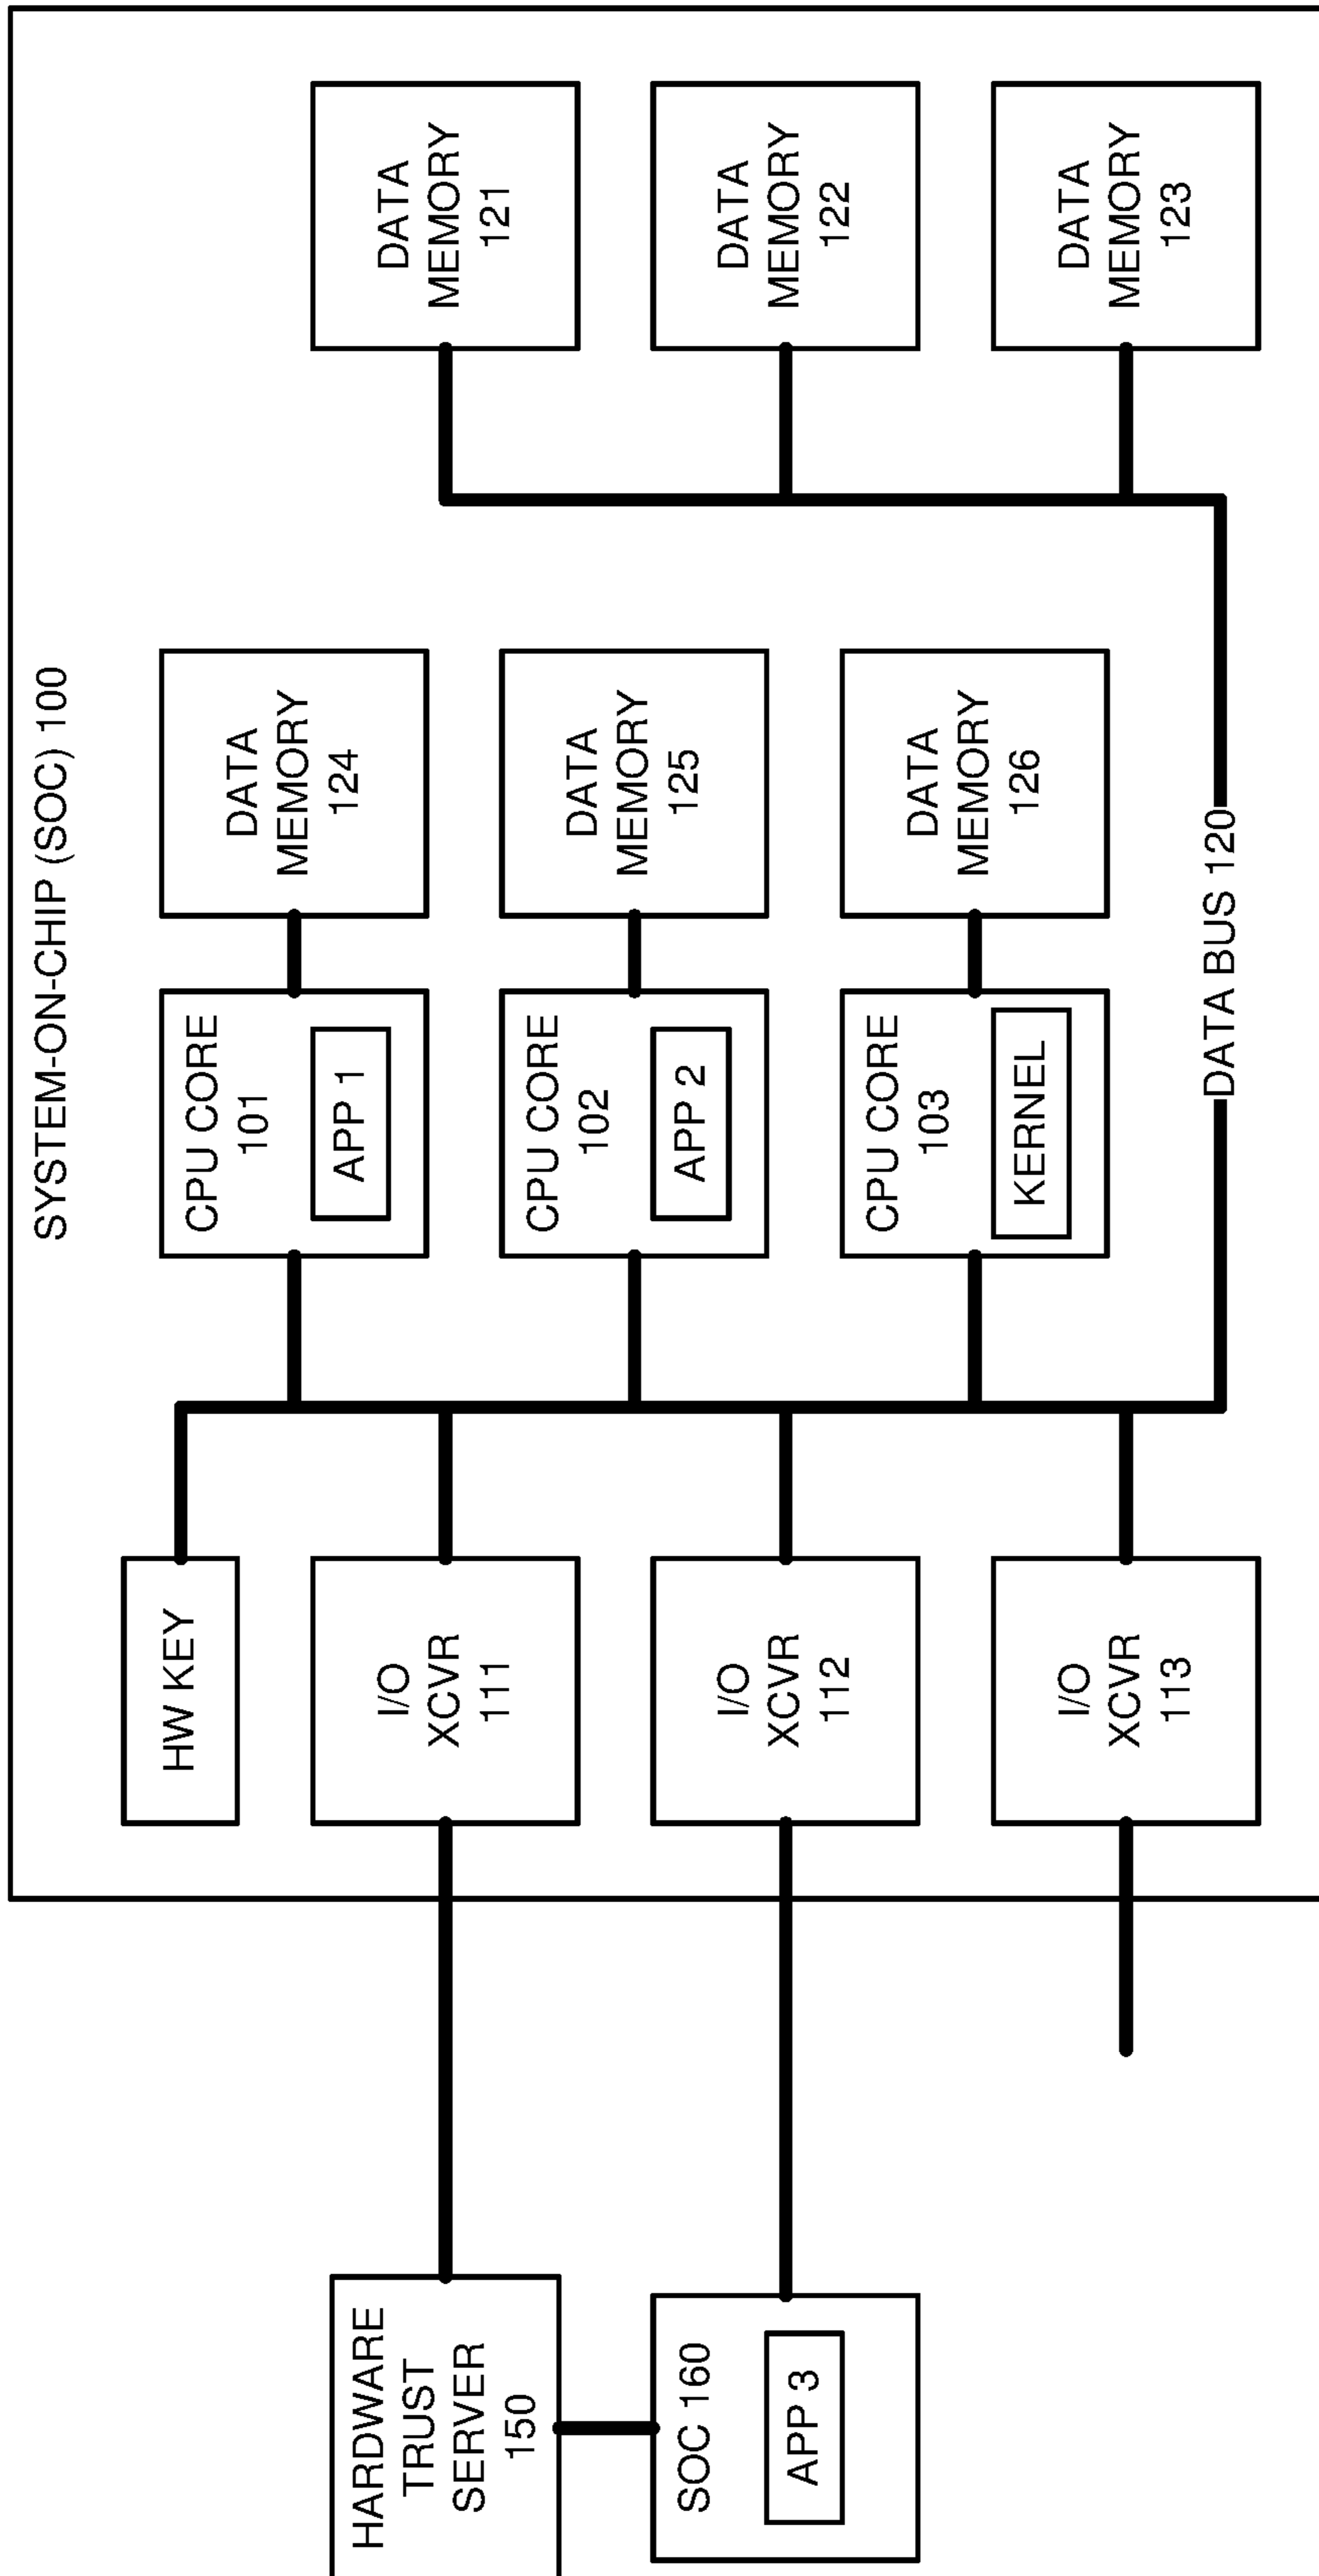 SYSTEM-ON-CHIP (SOC) 100
HW KEY
I/O
XCVR
111
I/O
XCVR
112
I/O
XCVR
113
CPU CORE
101
APP 1
CPU CORE
102
APP 2
CPU CORE
103
KERNEL
DATA
MEMORY
124
DATA
MEMORY
125
DATA
MEMORY
126
DATA
MEMORY
121
DATA
MEMORY
122
DATA
MEMORY
123
DATA BUS 120
HARDWARE
TRUST
SERVER
150
SOC 160
APP 3